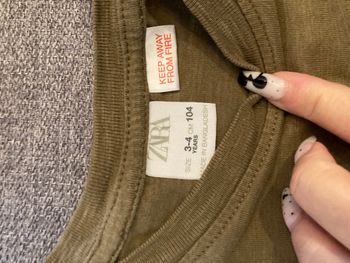 KEEP AWAY
FROM FIRE
ZARA
SIZE 3-4 CM 104
YEARS
MADE IN BANGLADESH